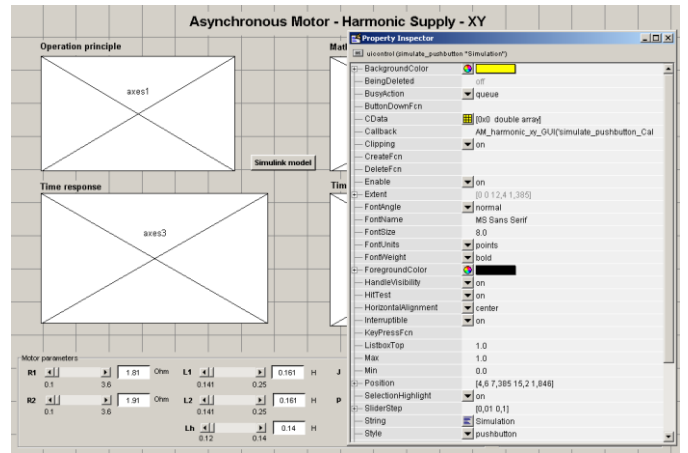 Asynchronous Motor - Harmonic Supply - XY
Operation principle
axes1
Simulink model
Time response
axes3
Motor parameters
R1 1.81 Ohm L1 0.161 H J
0.1 3.6 0.141 0.25
R2 1.91 Ohm L2 0.161 H P
0.1 3.6 0.141 0.25
Lh 0.14 H
0.12 0.14
Property Inspector
uicontrol (simulate_pushbutton "Simulation")
BackgroundColor
BeingDeleted off
BusyAction queue
ButtonDownFcn
CData [0x0 double array]
Callback AM_harmonic_xy_GUI('simulate_pushbutton_Cal
Clipping on
CreateFcn
DeleteFcn
Enable on
Extent [0 0 12,4 1,385]
FontAngle normal
FontName MS Sans Serif
FontSize 8.0
FontUnits points
FontWeight bold
ForegroundColor
HandleVisibility on
HitTest on
HorizontalAlignment center
Interruptible on
KeyPressFcn
ListboxTop 1.0
Max 1.0
Min 0.0
Position [4,6 7,385 15,2 1,846]
SelectionHighlight on
SliderStep [0,01 0,1]
String Simulation
Style pushbutton